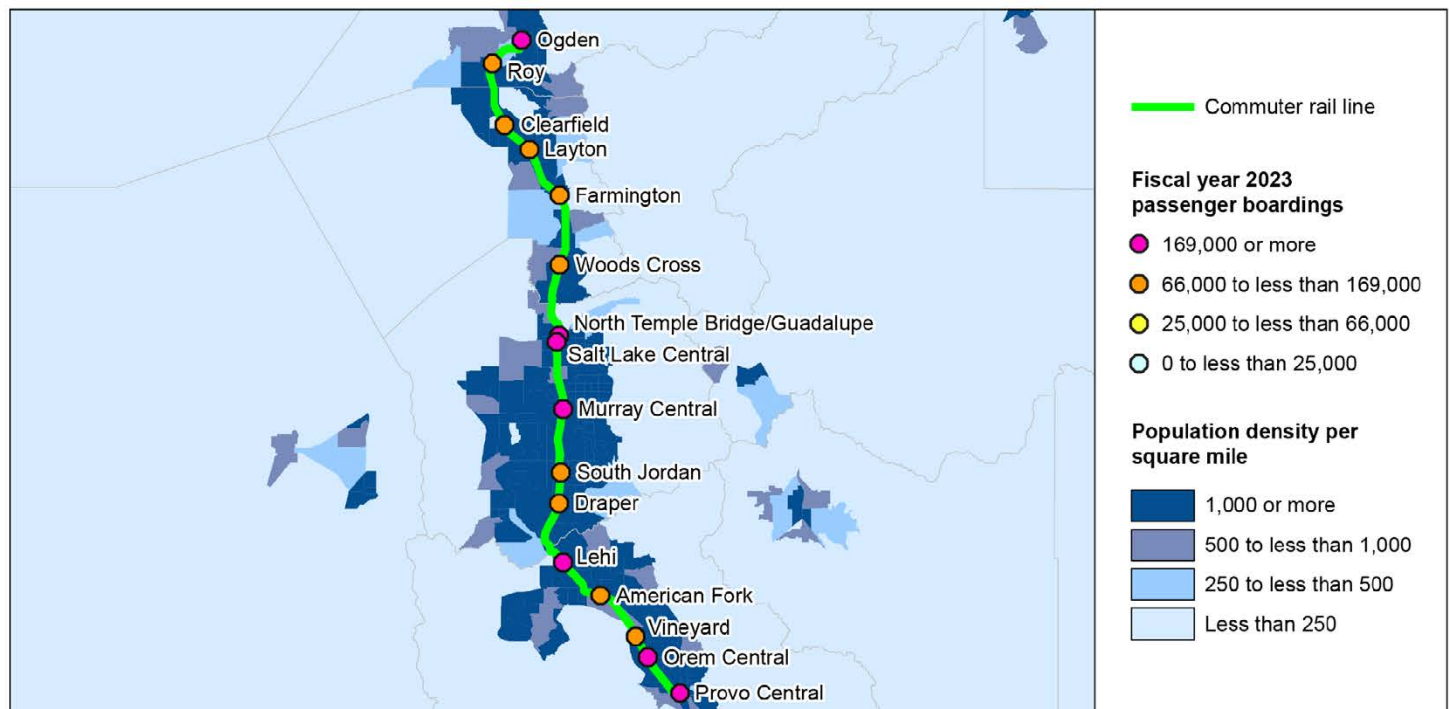 Ogden
Roy
Clearfield
Layton
Farmington
Woods Cross
North Temple Bridge/Guadalupe
Salt Lake Central
Murray Central
South Jordan
Draper
Lehi
American Fork
Vineyard
Orem Central
Provo Central
Commuter rail line
Fiscal year 2023
passenger boardings
169,000 or more
66,000 to less than 169,000
25,000 to less than 66,000
0 to less than 25,000
Population density per
square mile
1,000 or more
500 to less than 1,000
250 to less than 500
Less than 250